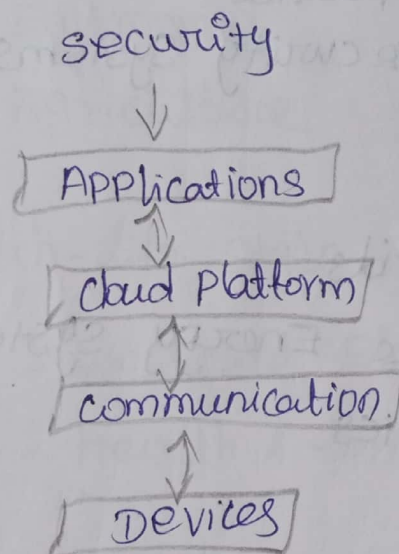 security
Applications
Cloud Platform
Communication.
Devices